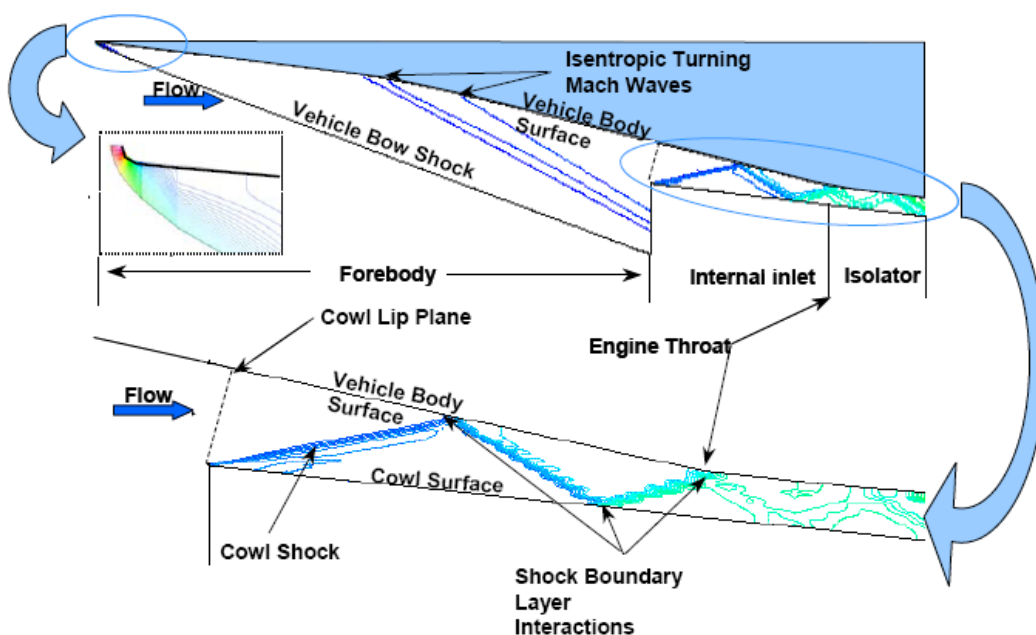 Isentropic Turning
Mach Waves
Flow
Vehicle Bow Shock
Vehicle Body
Surface
Forebody
Internal inlet
Isolator
Cowl Lip Plane
Engine Throat
Flow
Vehicle Body
Surface
Cowl Surface
Cowl Shock
Shock Boundary
Layer
Interactions